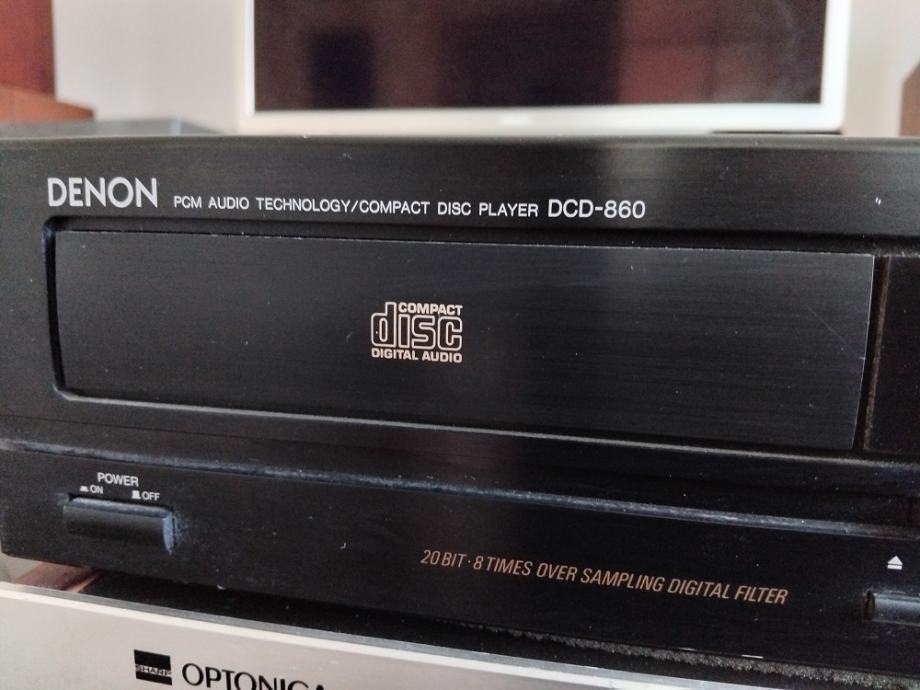 DENON PCM AUDIO TECHNOLOGY/COMPACT DISC PLAYER DCD-860
COMPACT
disc
DIGITAL AUDIO
POWER
ON OFF
20 BIT · 8 TIMES OVER SAMPLING DIGITAL FILTER
SHARP OPTONICA